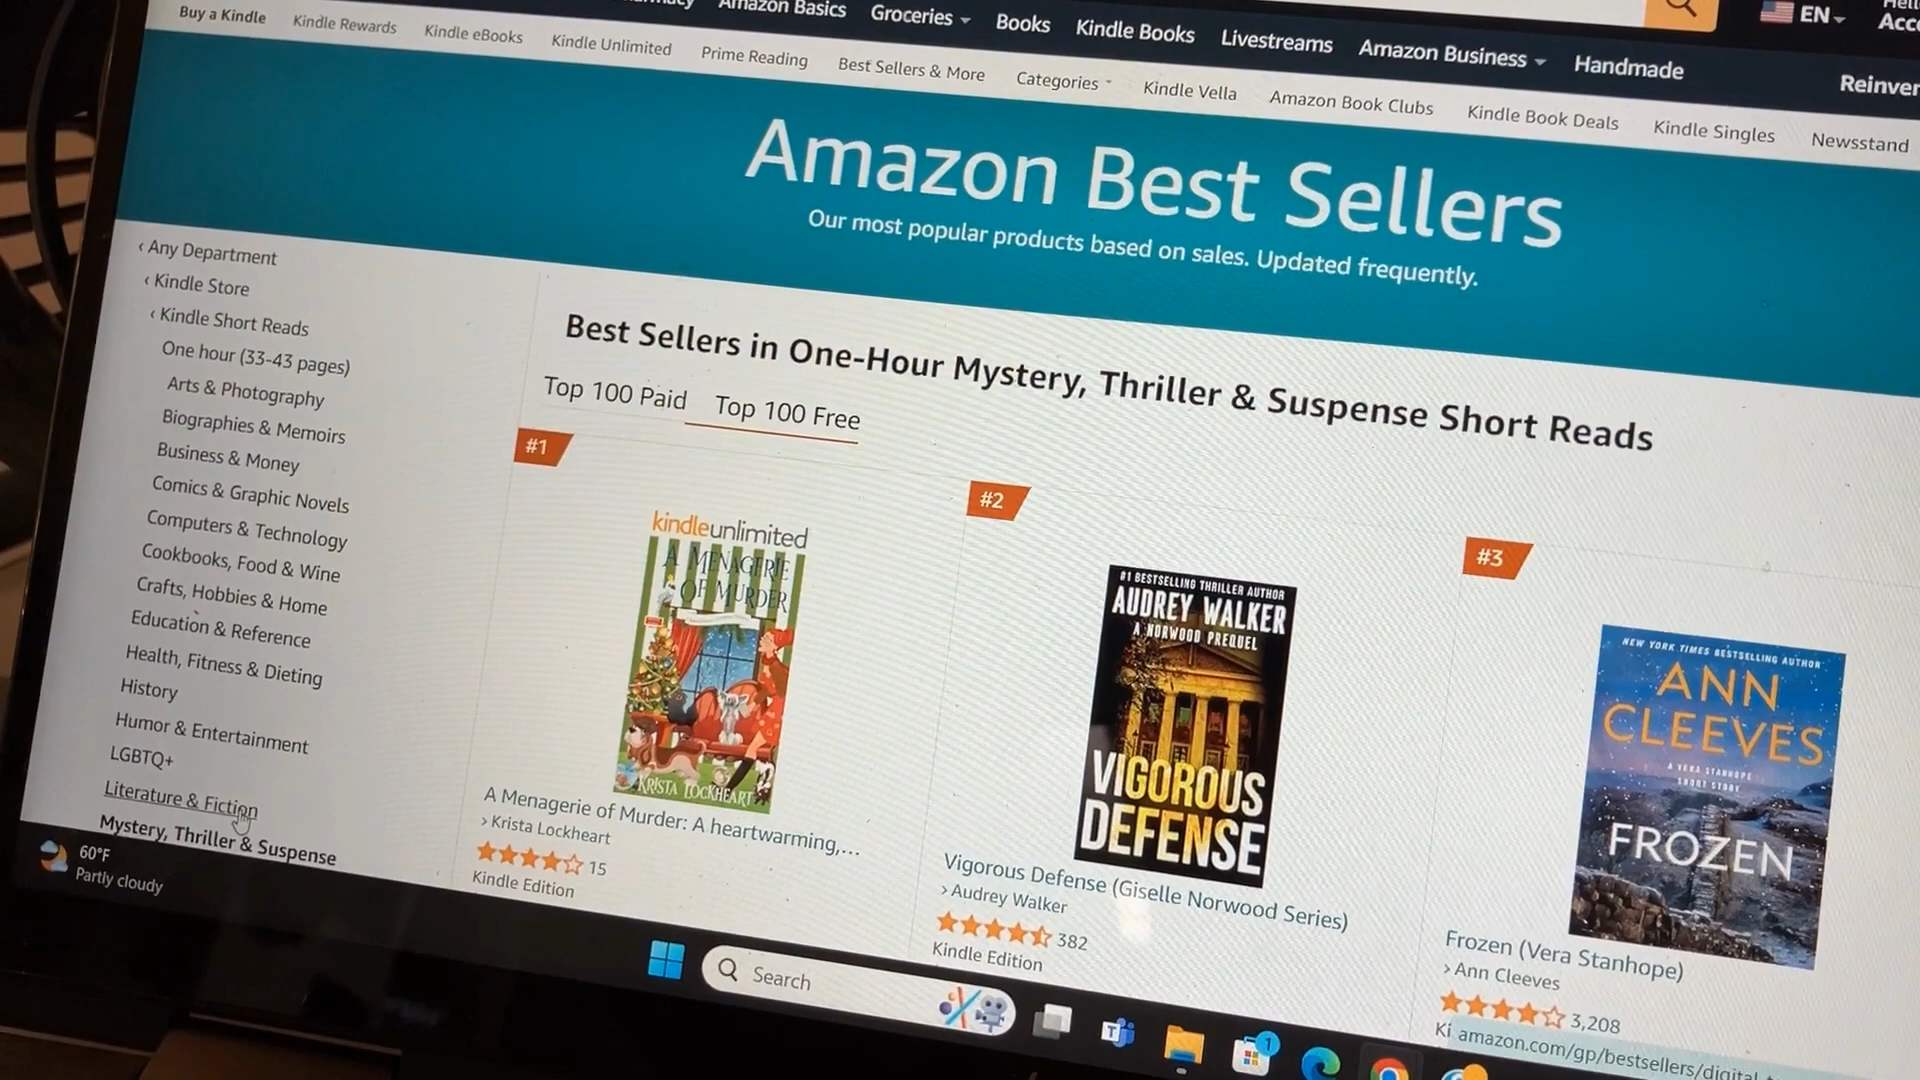 Amazon Basics
Groceries
Books
Kindle Books
Livestreams
Amazon Business
Handmade
EN
Reinver
Buy a Kindle
Kindle Rewards
Kindle eBooks
Kindle Unlimited
Prime Reading
Best Sellers & More
Categories
Kindle Vella
Amazon Book Clubs
Kindle Book Deals
Kindle Singles
Newsstand
Amazon Best Sellers
Our most popular products based on sales. Updated frequently.
‹ Any Department
‹ Kindle Store
‹ Kindle Short Reads
One hour (33-43 pages)
Arts & Photography
Biographies & Memoirs
Business & Money
Comics & Graphic Novels
Computers & Technology
Cookbooks, Food & Wine
Crafts, Hobbies & Home
Education & Reference
Health, Fitness & Dieting
History
Humor & Entertainment
LGBTQ+
Literature & Fiction
Mystery, Thriller & Suspense
Best Sellers in One-Hour Mystery, Thriller & Suspense Short Reads
Top 100 Paid
Top 100 Free
#1
kindleunlimited
A MENAGERIE
OF MURDER
KRISTA LOCKHEART
A Menagerie of Murder: A heartwarming,…
› Krista Lockheart
15
Kindle Edition
#2
#1 BESTSELLING THRILLER AUTHOR
AUDREY WALKER
A NORWOOD PREQUEL
VIGOROUS
DEFENSE
Vigorous Defense (Giselle Norwood Series)
› Audrey Walker
382
Kindle Edition
#3
NEW YORK TIMES BESTSELLING AUTHOR
ANN
CLEEVES
A VERA STANHOPE
SHORT STORY
FROZEN
Frozen (Vera Stanhope)
› Ann Cleeves
3,208
Ki
amazon.com/gp/bestsellers/digital-t
60°F
Partly cloudy
Search
1